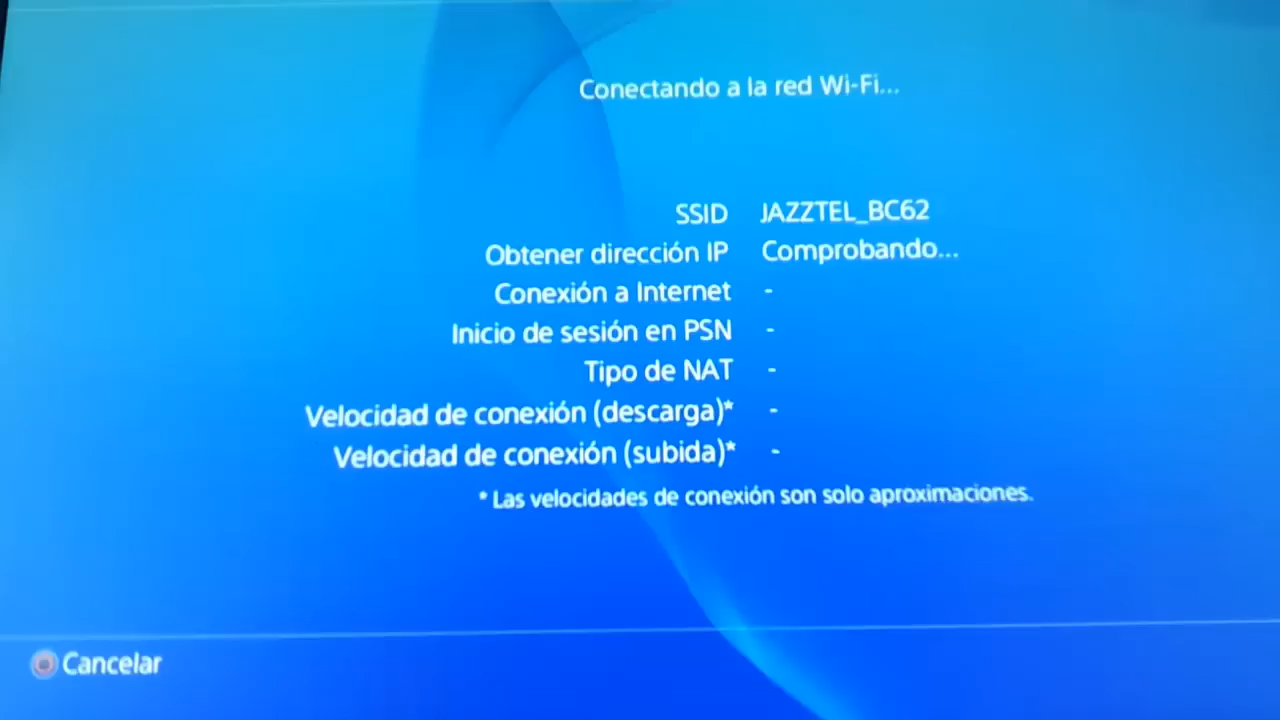 Conectando a la red Wi-Fi...
SSID JAZZTEL_BC62
Obtener dirección IP Comprobando...
Conexión a Internet -
Inicio de sesión en PSN -
Tipo de NAT -
Velocidad de conexión (descarga)* -
Velocidad de conexión (subida)* -
* Las velocidades de conexión son solo aproximaciones.
Cancelar